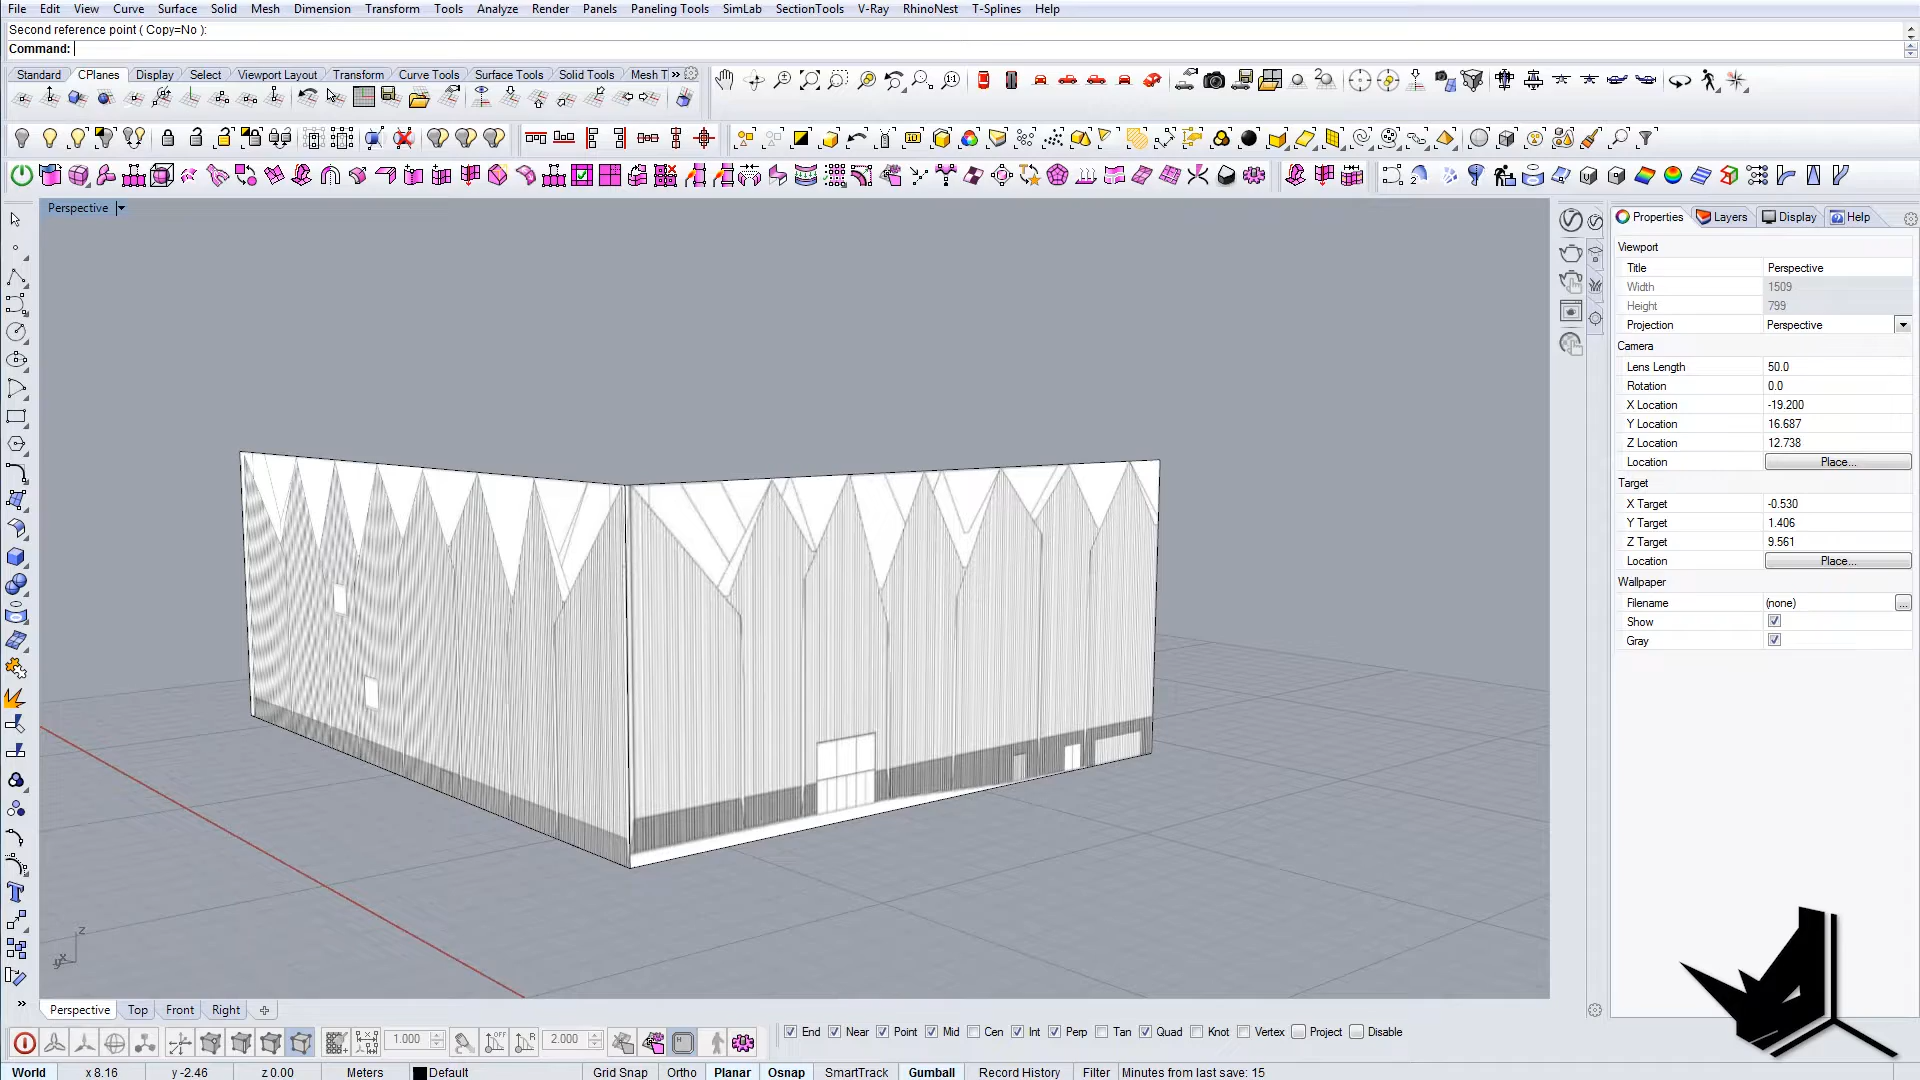 File Edit View Curve Surface Solid Mesh Dimension Transform Tools Analyze Render Panels Paneling Tools SimLab SectionTools V-Ray RhinoNest T-Splines Help
Second reference point ( Copy=No ):
Command:
Standard CPlanes Display Select Viewport Layout Transform Curve Tools Surface Tools Solid Tools Mesh T
Perspective
Properties Layers Display Help
Viewport
Title Perspective
Width 1509
Height 799
Projection Perspective
Camera
Lens Length 50.0
Rotation 0.0
X Location -19.200
Y Location 16.687
Z Location 12.738
Location Place...
Target
X Target -0.530
Y Target 1.406
Z Target 9.561
Location Place...
Wallpaper
Filename (none) ...
Show
Gray
z
x
y
Perspective Top Front Right
1.000 2.000 End Near Point Mid Cen Int Perp Tan Quad Knot Vertex Project Disable
World x 8.16 y -2.46 z 0.00 Meters Default Grid Snap Ortho Planar Osnap SmartTrack Gumball Record History Filter Minutes from last save: 15